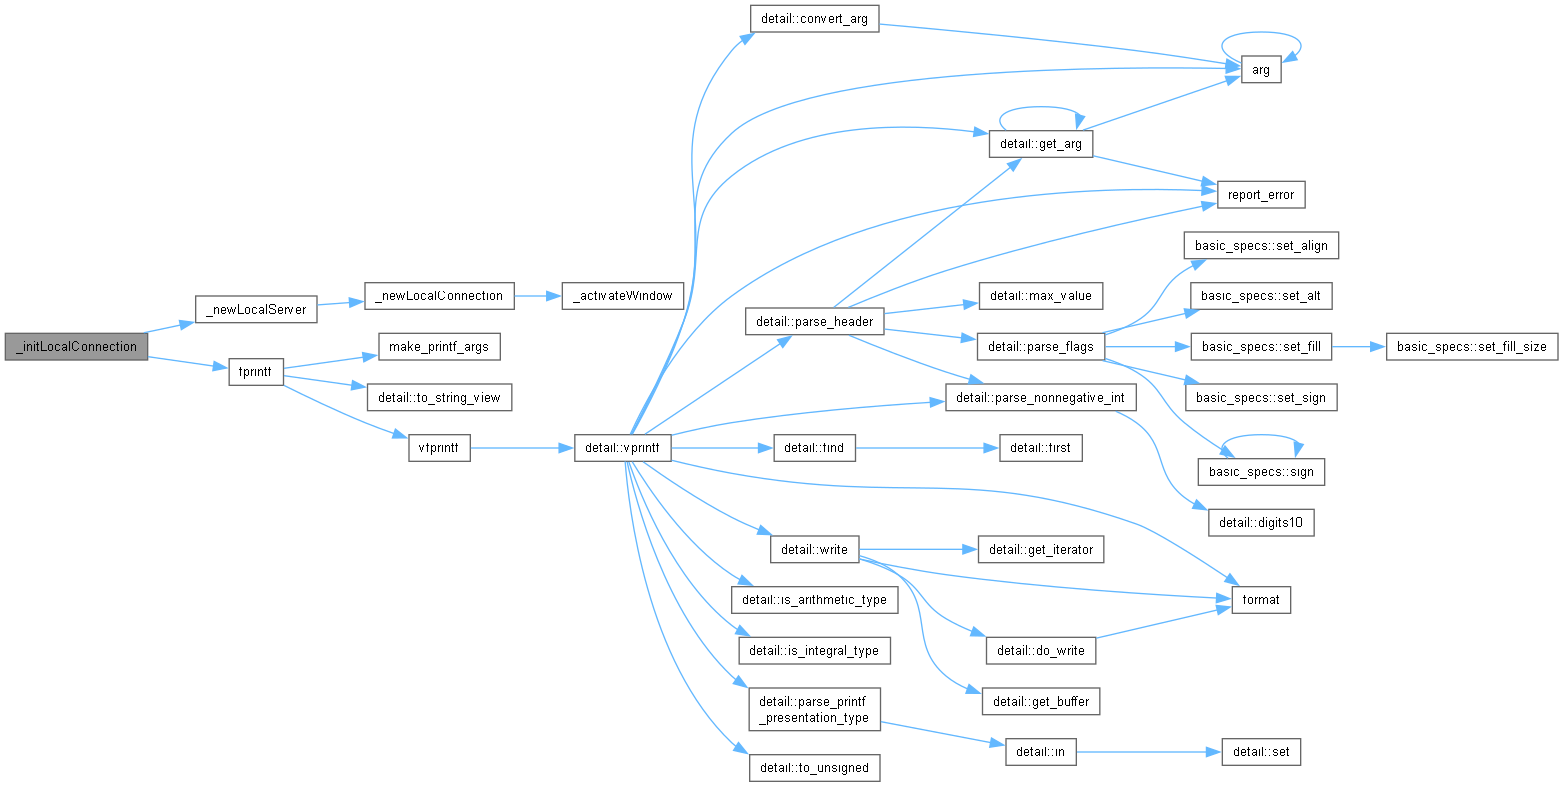 detail::convert_arg
arg
detail::get_arg
report_error
basic_specs::set_align
_newLocalConnection
_activateWindow
detail::max_value
basic_specs::set_alt
_newLocalServer
detail::parse_header
_initLocalConnection
make_printf_args
detail::parse_flags
basic_specs::set_fill
basic_specs::set_fill_size
fprintf
detail::to_string_view
detail::parse_nonnegative_int
basic_specs::set_sign
vfprintf
detail::vprintf
detail::find
detail::first
basic_specs::sign
detail::digits10
detail::write
detail::get_iterator
detail::is_arithmetic_type
format
detail::is_integral_type
detail::do_write
detail::parse_printf
_presentation_type
detail::get_buffer
detail::in
detail::set
detail::to_unsigned